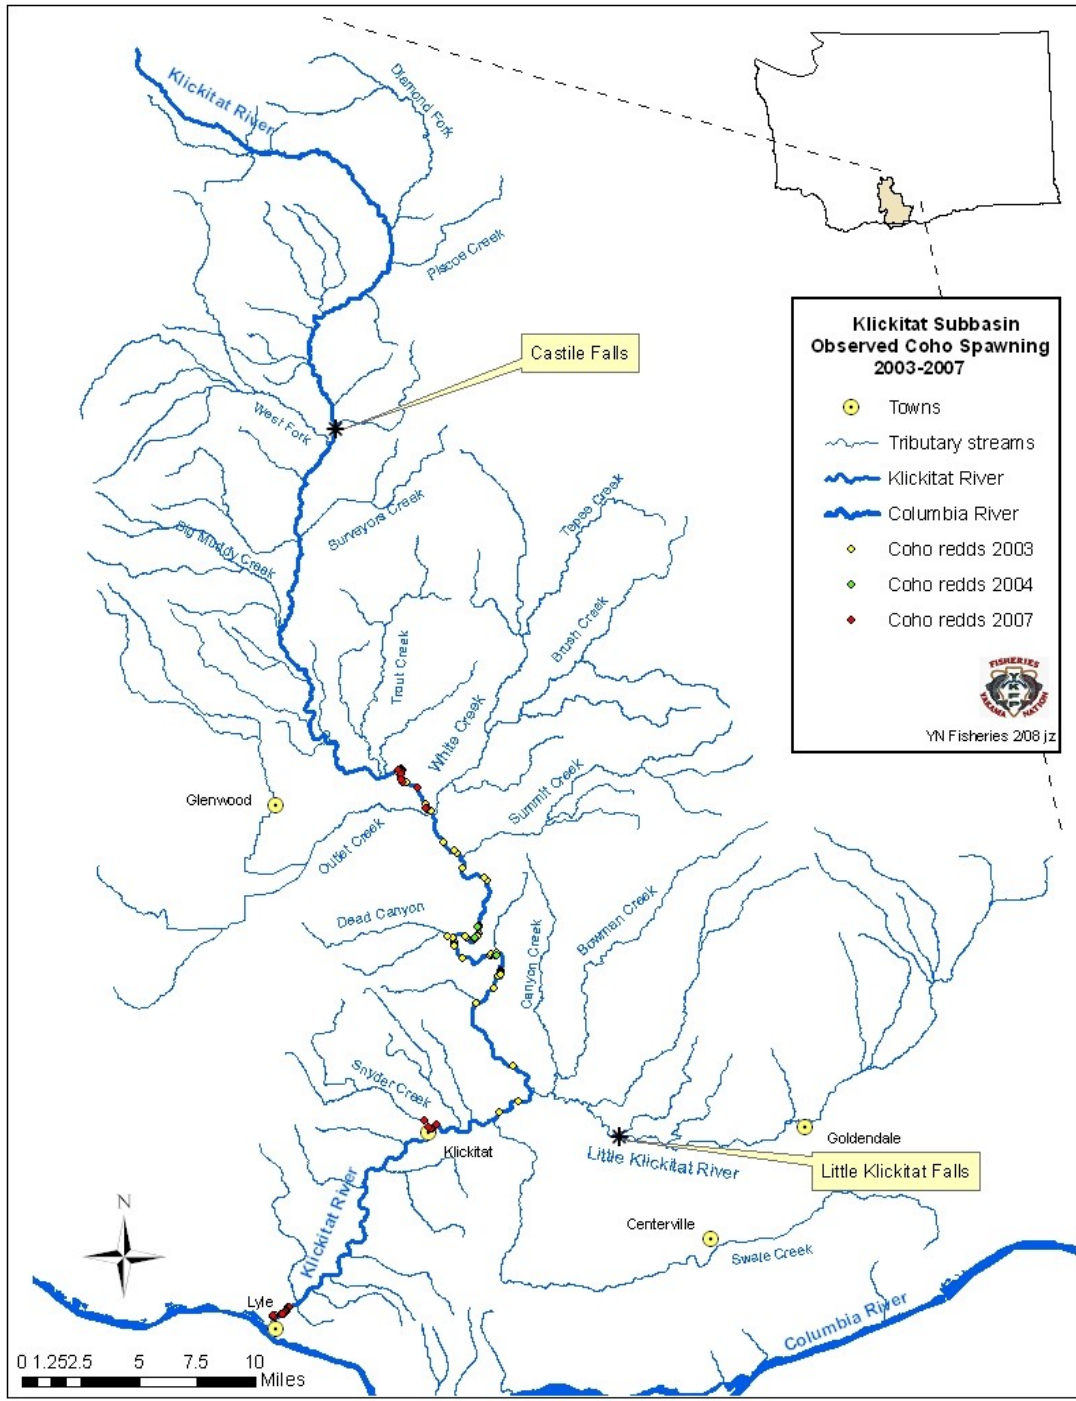 Klickitat River
Diamond Fork
Piscoe Creek
Klickitat Subbasin
Observed Coho Spawning
2003-2007
Towns
Tributary streams
Klickitat River
Columbia River
Coho redds 2003
Coho redds 2004
Coho redds 2007
FISHERIES
YKFP
YAKAMA NATION
YN Fisheries 2/08 jz
Castile Falls
West Fork
Surveyors Creek
Big Muddy Creek
Tepee Creek
Brush Creek
Trout Creek
White Creek
Summit Creek
Glenwood
Outlet Creek
Dead Canyon
Canyon Creek
Bowman Creek
Snyder Creek
Klickitat
Goldendale
Little Klickitat River
Little Klickitat Falls
Klickitat River
Centerville
Swale Creek
Lyle
Columbia River
N
0 1.25 2.5 5 7.5 10
Miles